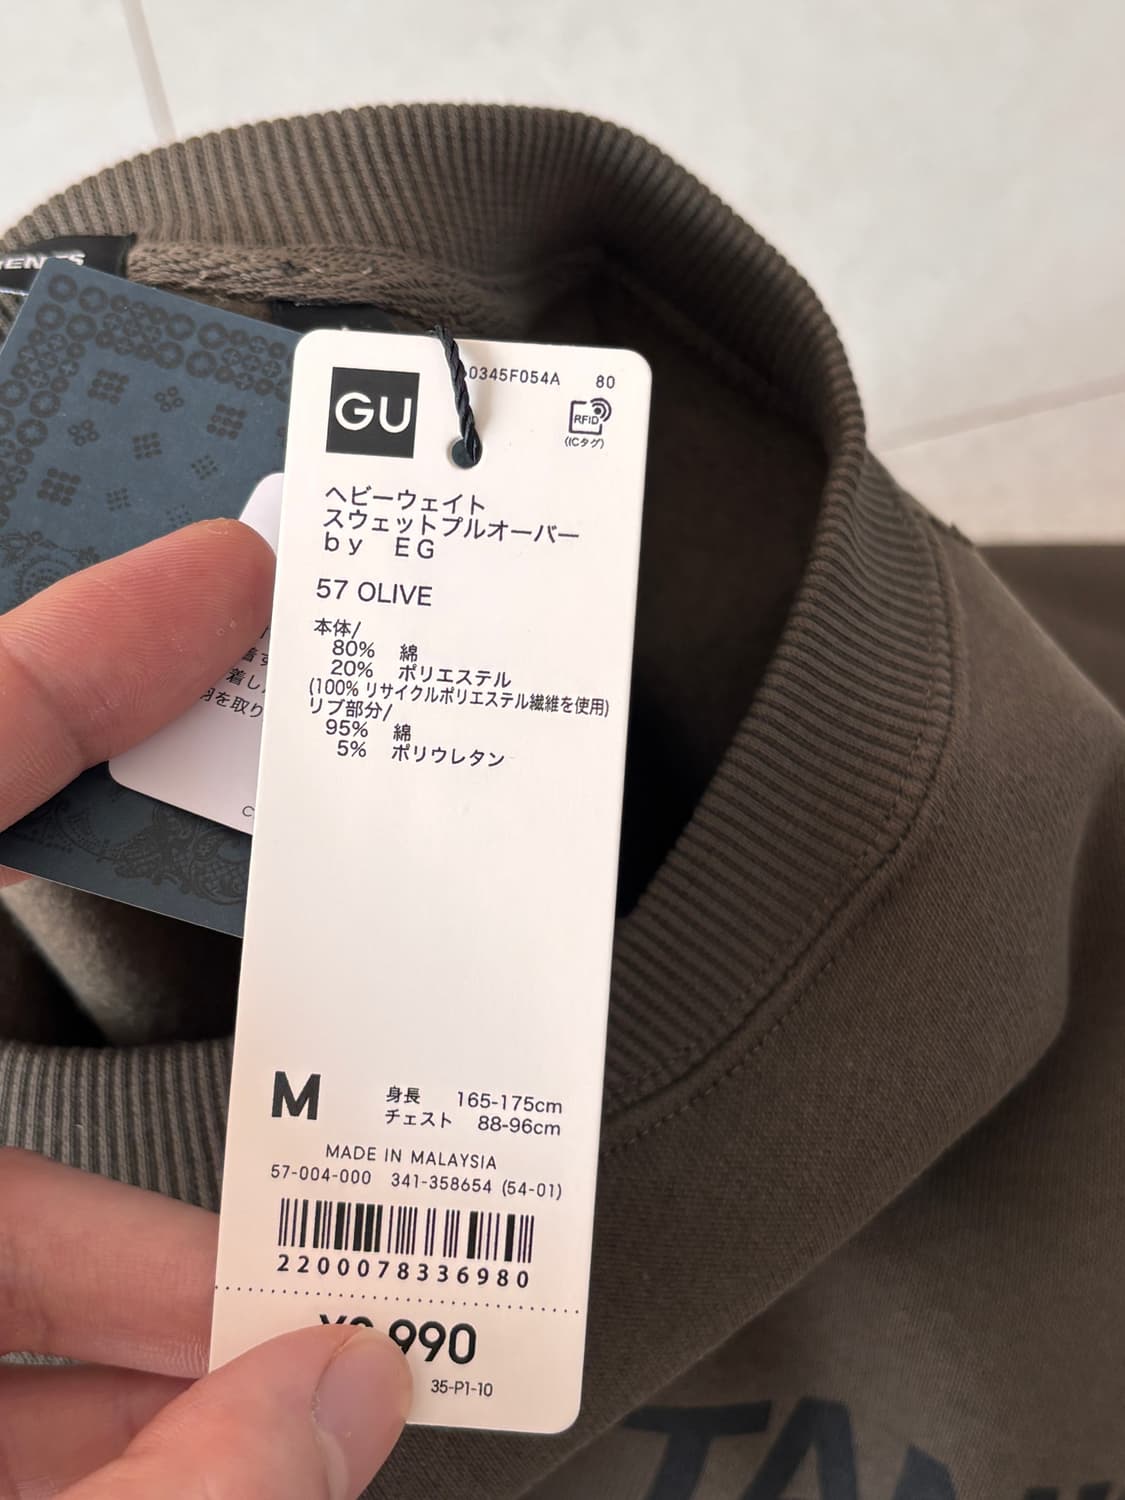 GU
0345F054A 80
RFID
(ICタグ)
ヘビーウェイト
スウェットプルオーバー
by EG
57 OLIVE
本体/
80% 綿
20% ポリエステル
(100% リサイクルポリエステル繊維を使用)
リブ部分/
95% 綿
5% ポリウレタン
M
身長 165-175cm
チェスト 88-96cm
MADE IN MALAYSIA
57-004-000 341-358654 (54-01)
2200078336980
990
35-P1-10
着し
を取り